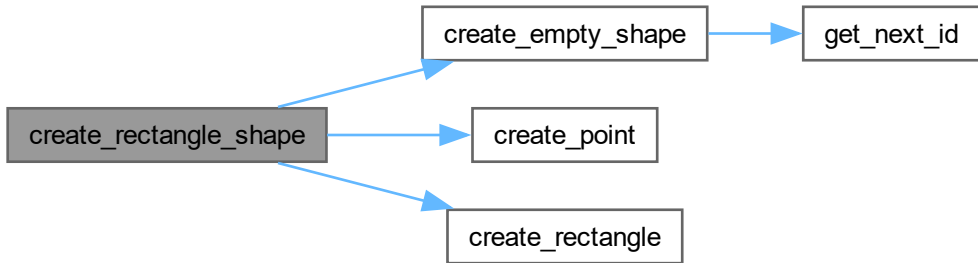 create_empty_shape
get_next_id
create_rectangle_shape
create_point
create_rectangle